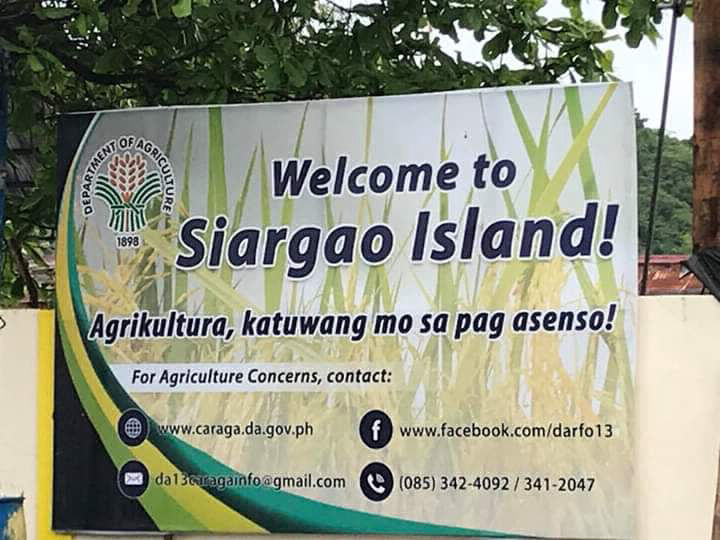 DEPARTMENT OF AGRICULTURE
1898
Welcome to
Siargao Island!
Agrikultura, katuwang mo sa pag asenso!
For Agriculture Concerns, contact:
www.caraga.da.gov.ph
f www.facebook.com/darfo13
da13caragainfo@gmail.com
(085) 342-4092 / 341-2047